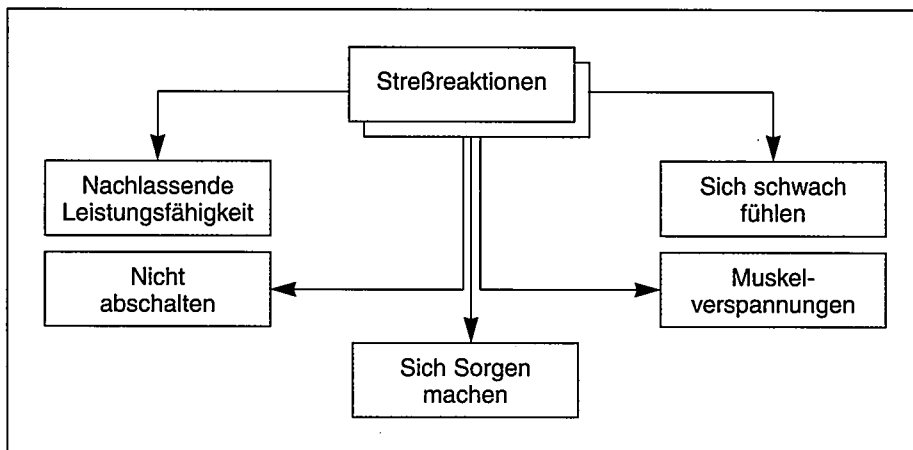 Streßreaktionen
Nachlassende
Leistungsfähigkeit
Sich schwach
fühlen
Nicht
abschalten
Muskel-
verspannungen
Sich Sorgen
machen